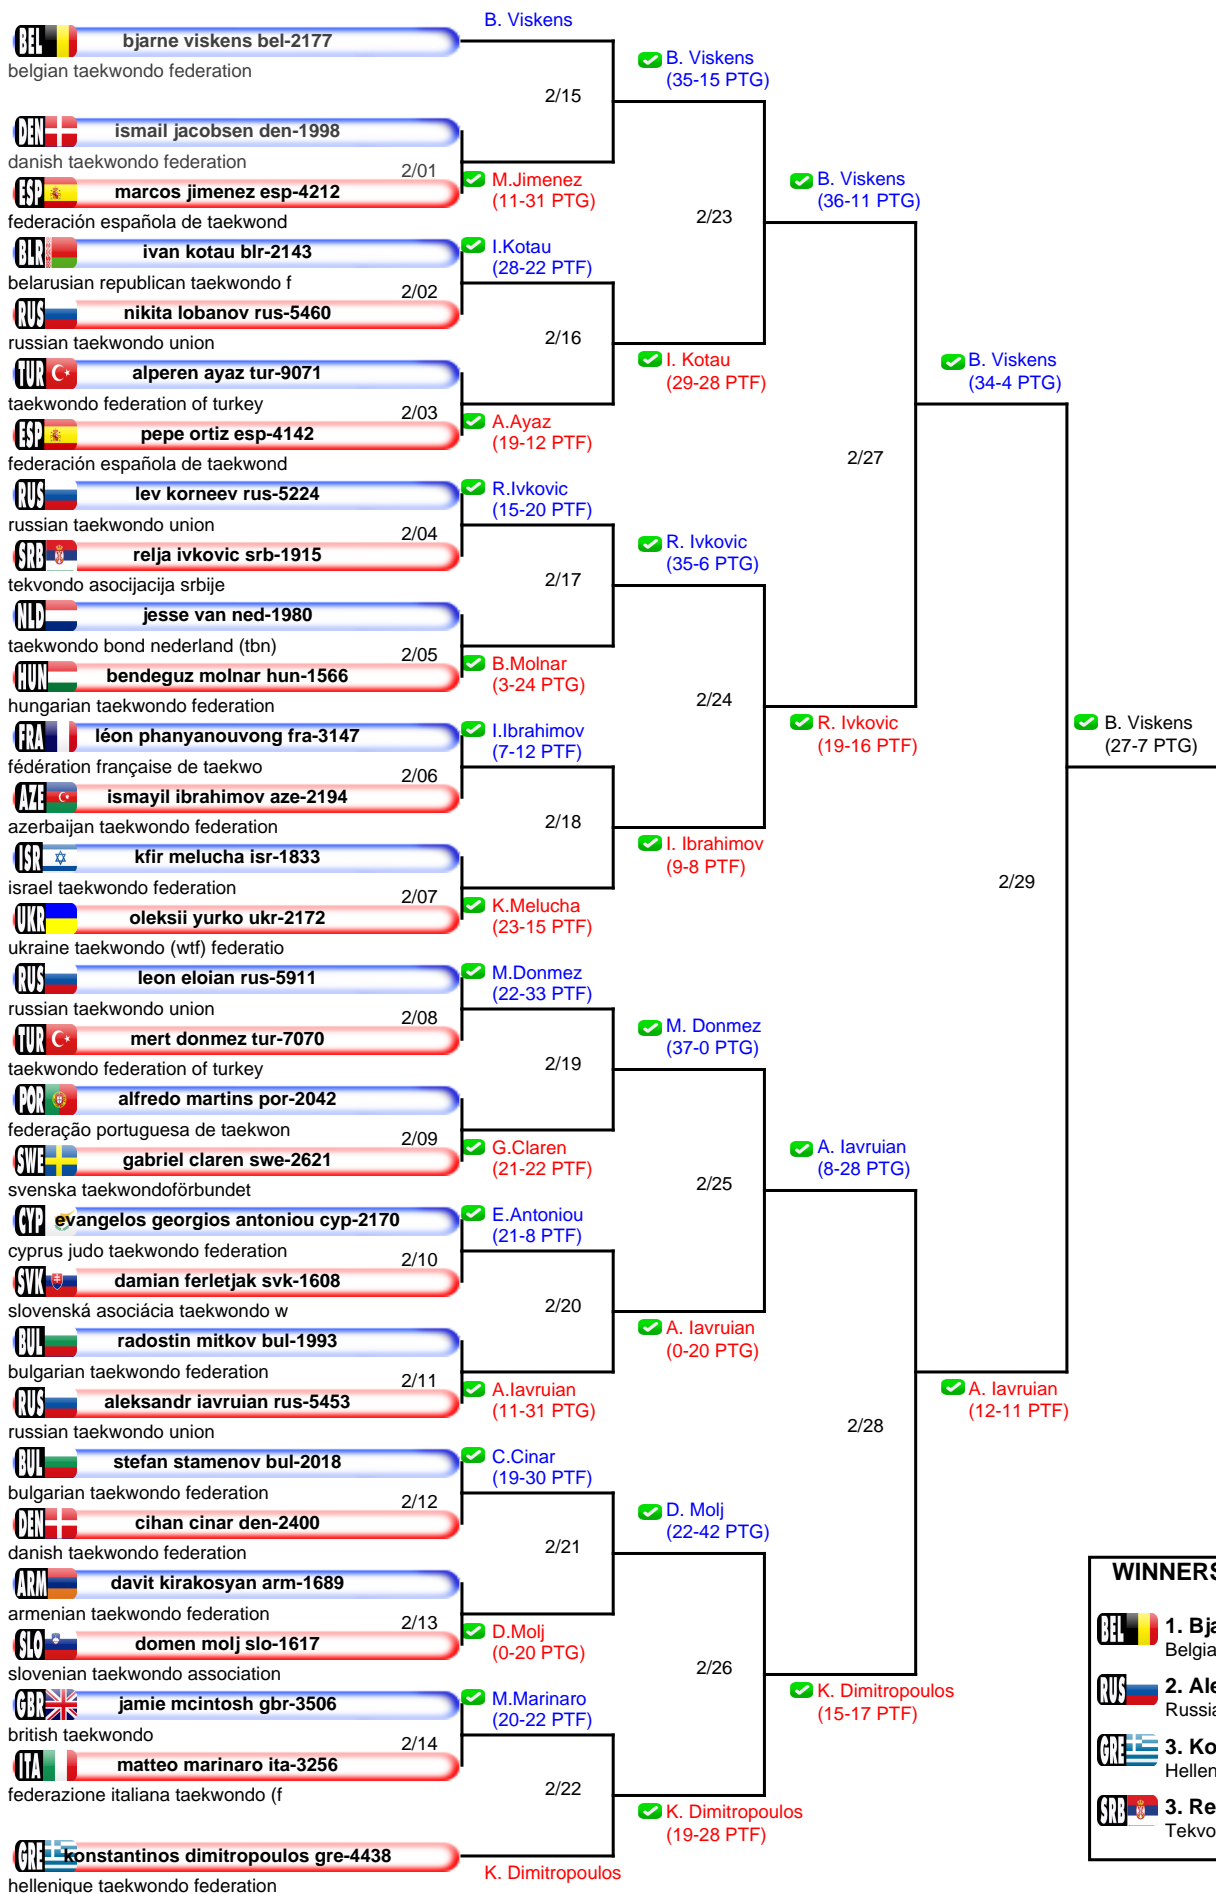 BEL bjarne viskens bel-2177
belgian taekwondo federation
DEN ismail jacobsen den-1998
danish taekwondo federation
2/01
ESP marcos jimenez esp-4212
federación española de taekwond
BLR ivan kotau blr-2143
belarusian republican taekwondo f
2/02
RUS nikita lobanov rus-5460
russian taekwondo union
TUR alperen ayaz tur-9071
taekwondo federation of turkey
2/03
ESP pepe ortiz esp-4142
federación española de taekwond
RUS lev korneev rus-5224
russian taekwondo union
2/04
SRB relja ivkovic srb-1915
tekvondo asocijacija srbije
NLD jesse van ned-1980
taekwondo bond nederland (tbn)
2/05
HUN bendeguz molnar hun-1566
hungarian taekwondo federation
FRA léon phanyanouvong fra-3147
fédération française de taekwo
2/06
AZE ismayil ibrahimov aze-2194
azerbaijan taekwondo federation
ISR kfir melucha isr-1833
israel taekwondo federation
2/07
UKR oleksii yurko ukr-2172
ukraine taekwondo (wtf) federatio
RUS leon eloian rus-5911
russian taekwondo union
2/08
TUR mert donmez tur-7070
taekwondo federation of turkey
POR alfredo martins por-2042
federação portuguesa de taekwon
2/09
SWE gabriel claren swe-2621
svenska taekwondoförbundet
CYP evangelos georgios antoniou cyp-2170
cyprus judo taekwondo federation
2/10
SVK damian ferletjak svk-1608
slovenská asociácia taekwondo w
BUL radostin mitkov bul-1993
bulgarian taekwondo federation
2/11
RUS aleksandr iavruian rus-5453
russian taekwondo union
BUL stefan stamenov bul-2018
bulgarian taekwondo federation
2/12
DEN cihan cinar den-2400
danish taekwondo federation
ARM davit kirakosyan arm-1689
armenian taekwondo federation
2/13
SLO domen molj slo-1617
slovenian taekwondo association
GBR jamie mcintosh gbr-3506
british taekwondo
2/14
ITA matteo marinaro ita-3256
federazione italiana taekwondo (f
GRE konstantinos dimitropoulos gre-4438
hellenique taekwondo federation
B. Viskens
2/15
M.Jimenez
(11-31 PTG)
I.Kotau
(28-22 PTF)
2/16
A.Ayaz
(19-12 PTF)
R.Ivkovic
(15-20 PTF)
2/17
B.Molnar
(3-24 PTG)
I.Ibrahimov
(7-12 PTF)
2/18
K.Melucha
(23-15 PTF)
M.Donmez
(22-33 PTF)
2/19
G.Claren
(21-22 PTF)
E.Antoniou
(21-8 PTF)
2/20
A.Iavruian
(11-31 PTG)
C.Cinar
(19-30 PTF)
2/21
D.Molj
(0-20 PTG)
M.Marinaro
(20-22 PTF)
2/22
K. Dimitropoulos
B. Viskens
(35-15 PTG)
2/23
I. Kotau
(29-28 PTF)
R. Ivkovic
(35-6 PTG)
2/24
I. Ibrahimov
(9-8 PTF)
M. Donmez
(37-0 PTG)
2/25
A. Iavruian
(0-20 PTG)
D. Molj
(22-42 PTG)
2/26
K. Dimitropoulos
(19-28 PTF)
B. Viskens
(36-11 PTG)
2/27
R. Ivkovic
(19-16 PTF)
A. Iavruian
(8-28 PTG)
2/28
K. Dimitropoulos
(15-17 PTF)
B. Viskens
(34-4 PTG)
2/29
A. Iavruian
(12-11 PTF)
B. Viskens
(27-7 PTG)
WINNERS
BEL 1. Bja
Belgia
RUS 2. Ale
Russia
GRE 3. Ko
Hellen
SRB 3. Re
Tekvo